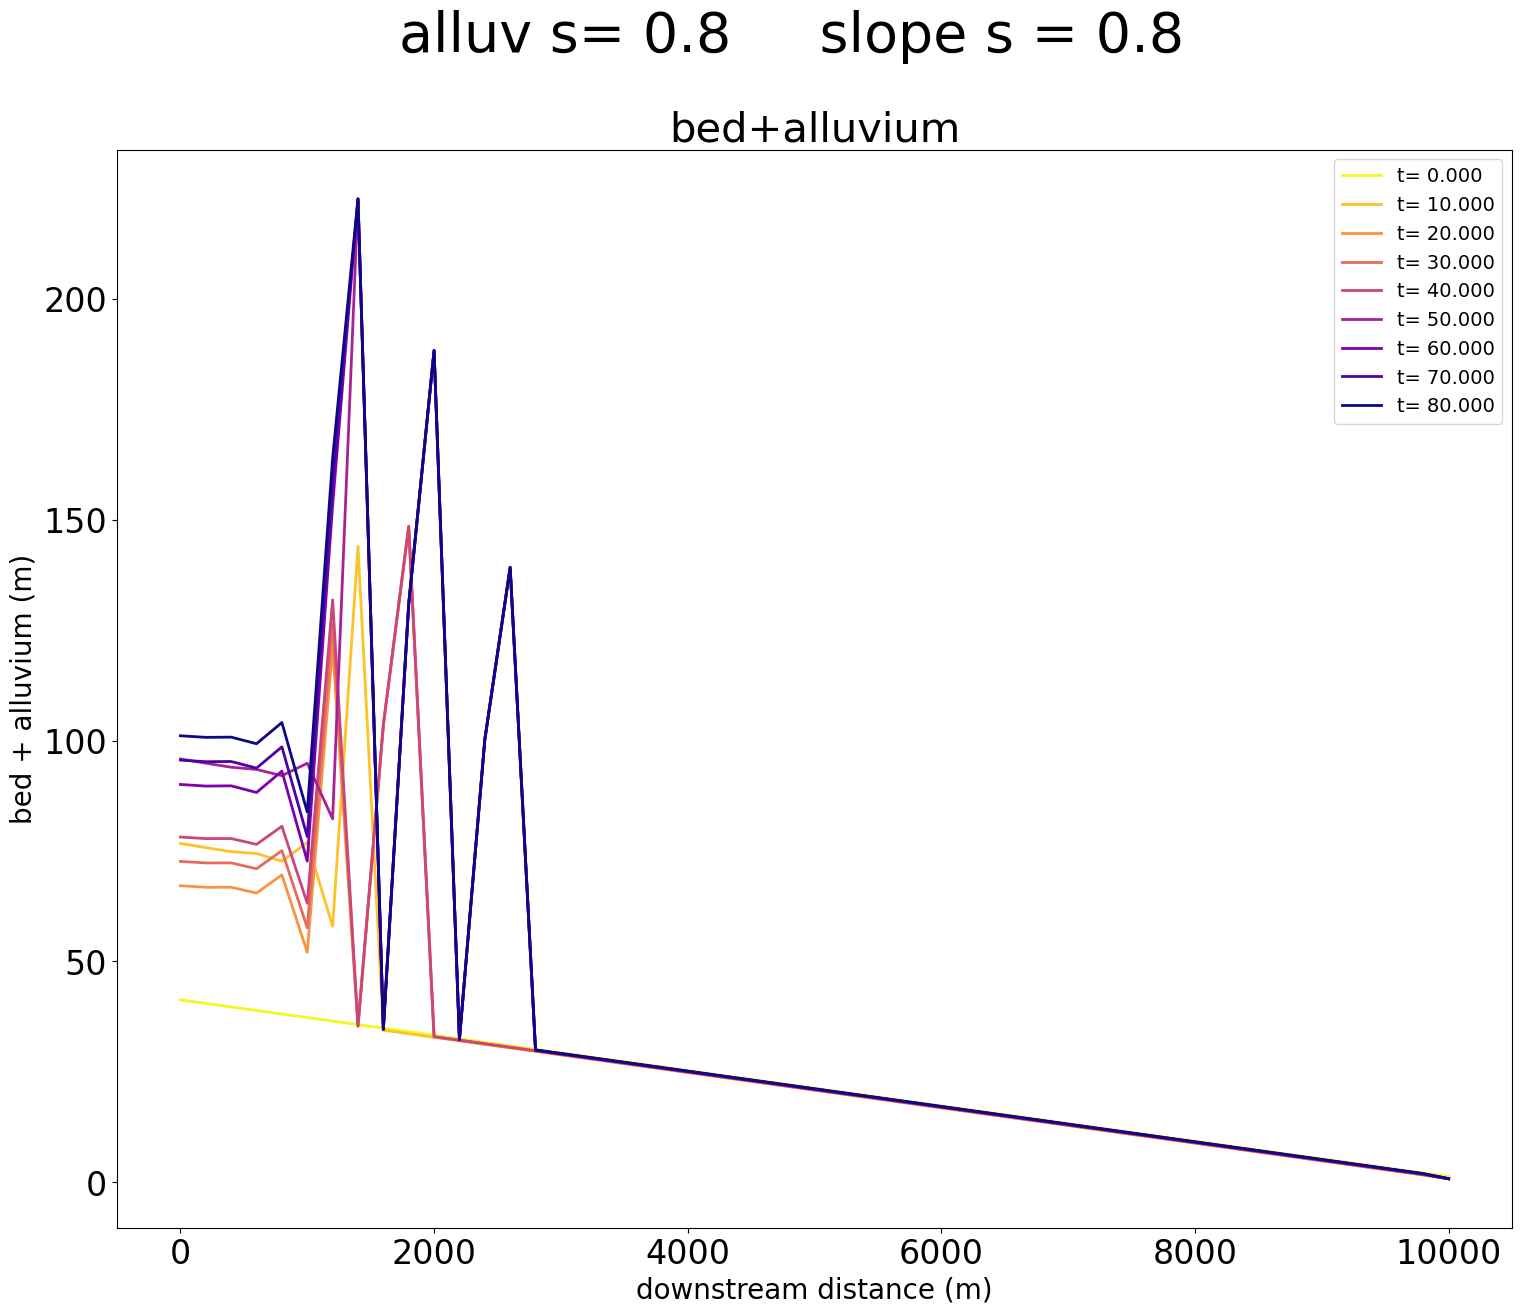 alluv s= 0.8     slope s = 0.8
bed+alluvium
t= 0.000
t= 10.000
t= 20.000
t= 30.000
t= 40.000
t= 50.000
t= 60.000
t= 70.000
t= 80.000
bed + alluvium (m)
200
150
100
50
0
0 2000 4000 6000 8000 10000
downstream distance (m)